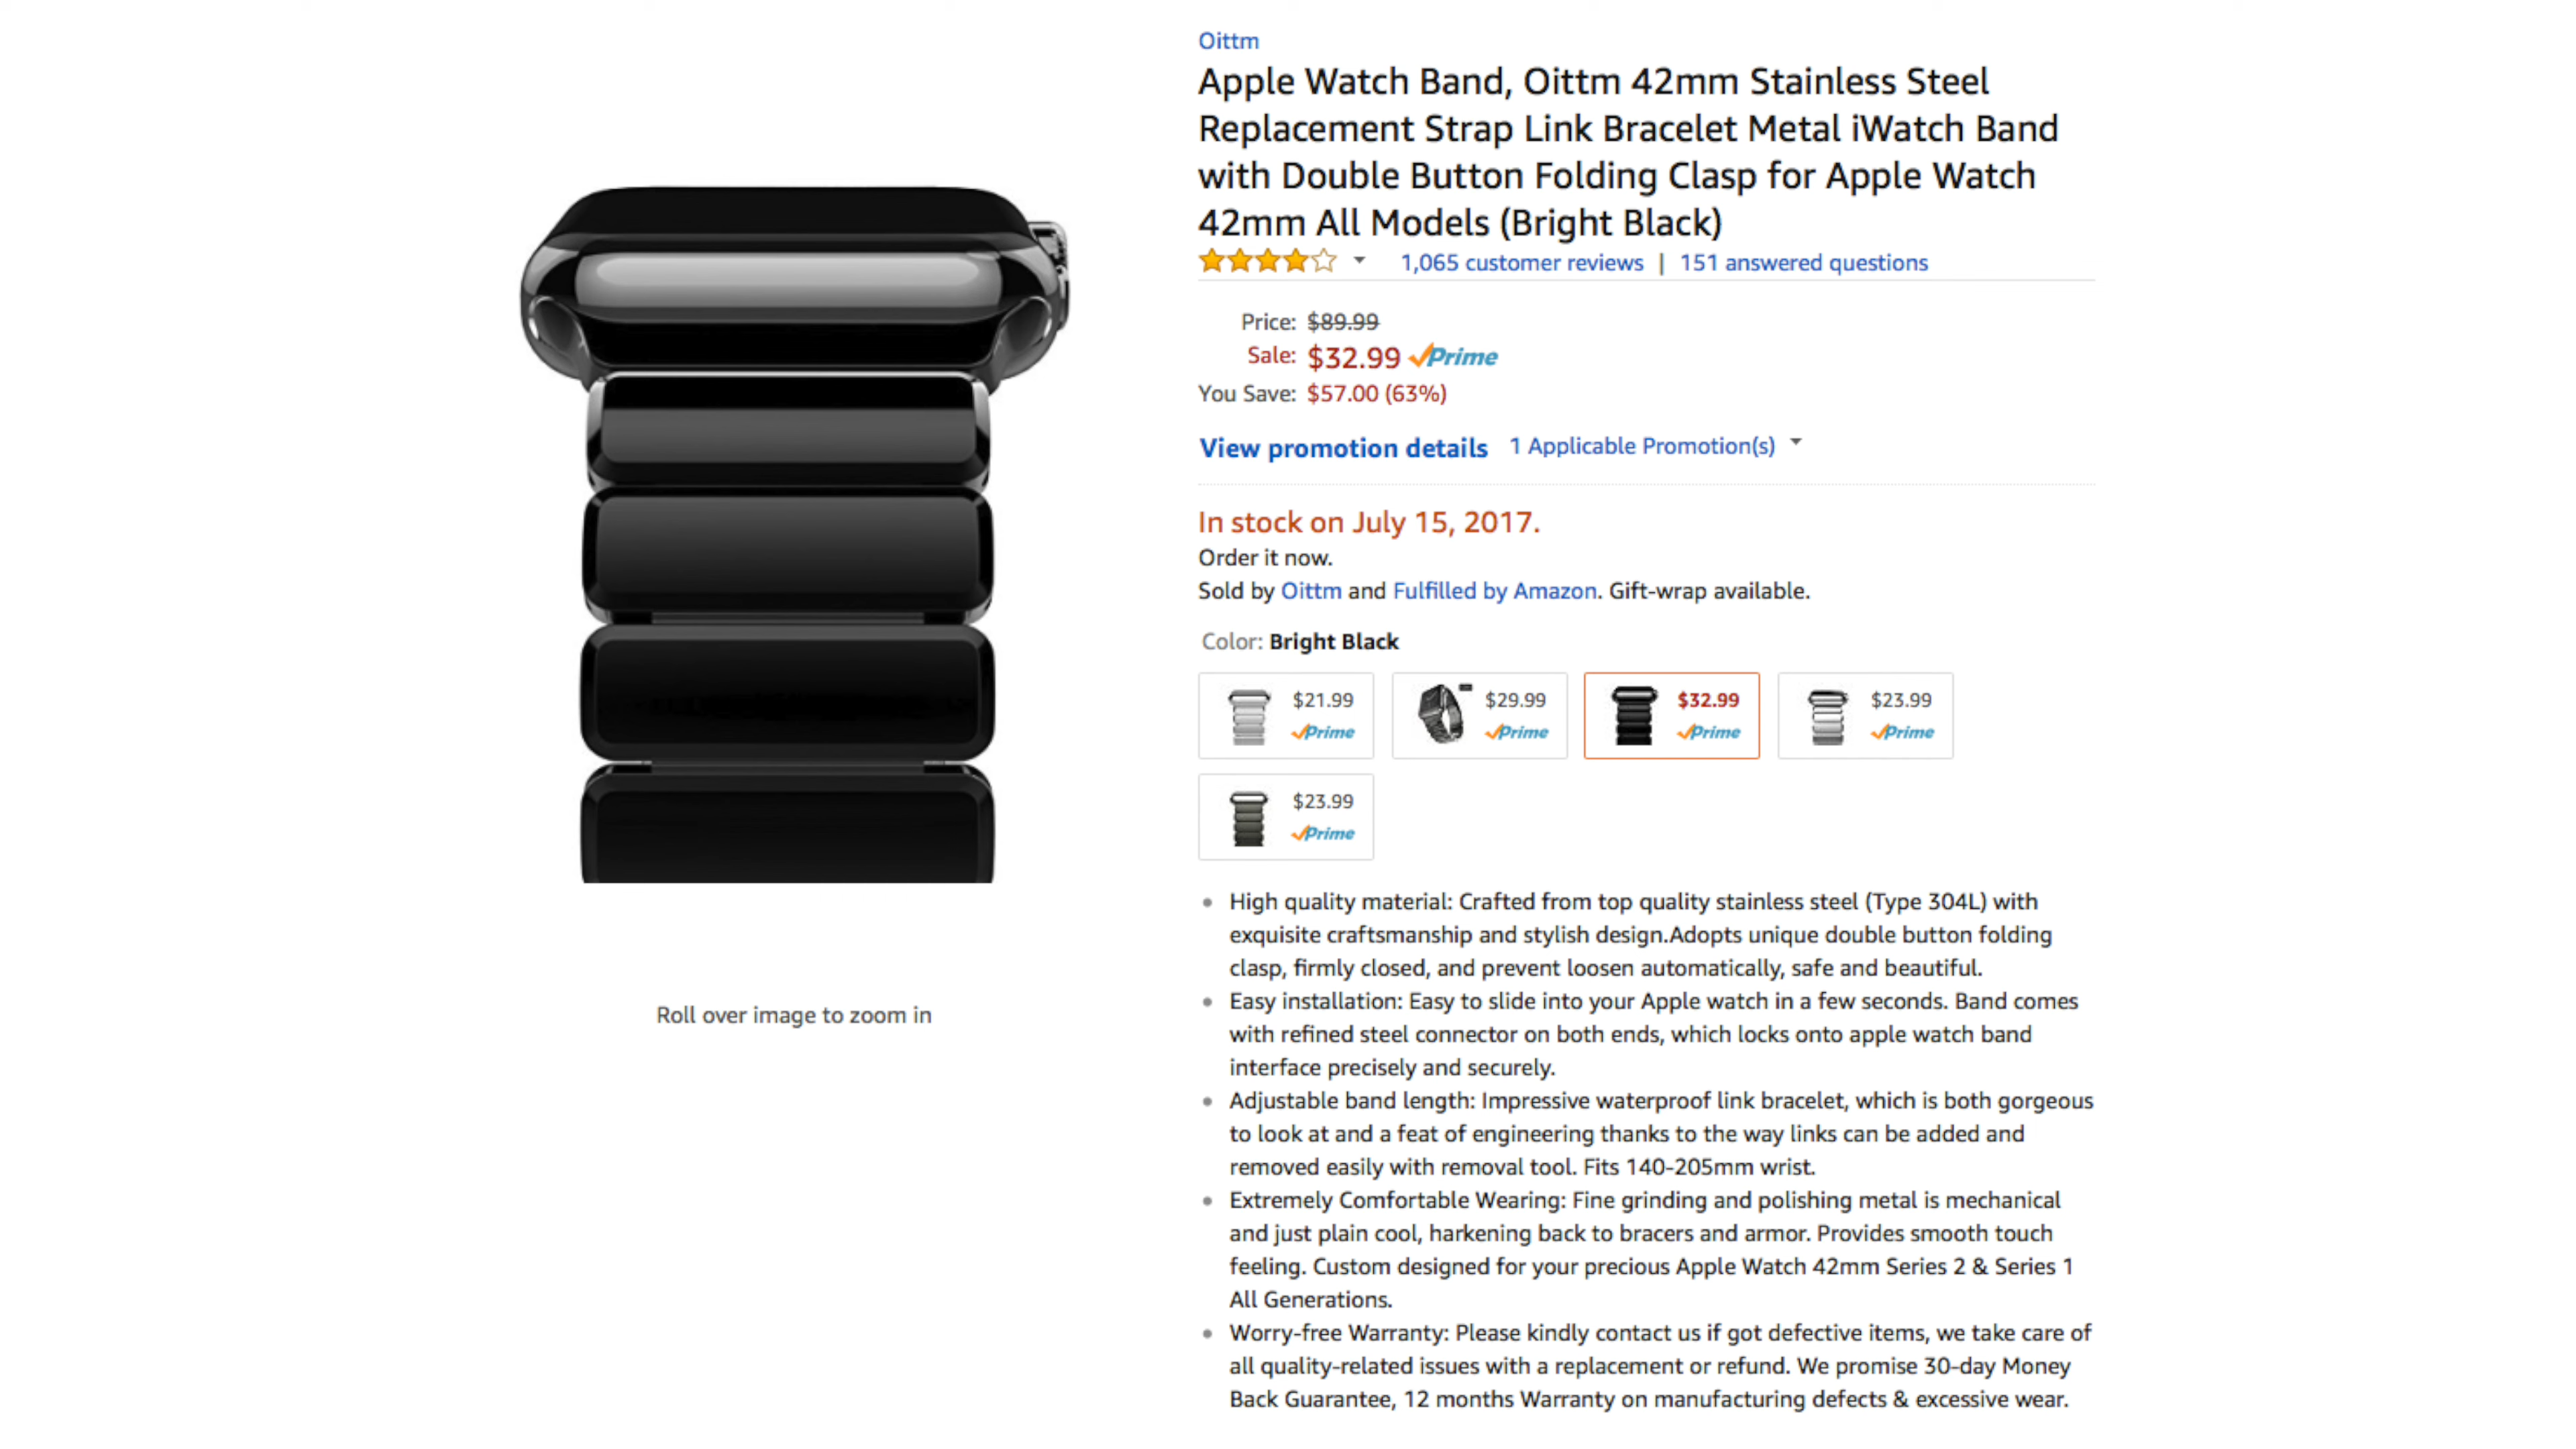 Oittm
Apple Watch Band, Oittm 42mm Stainless Steel
Replacement Strap Link Bracelet Metal iWatch Band
with Double Button Folding Clasp for Apple Watch
42mm All Models (Bright Black)
1,065 customer reviews | 151 answered questions
Price: $89.99
Sale: $32.99 Prime
You Save: $57.00 (63%)
View promotion details 1 Applicable Promotion(s)
In stock on July 15, 2017.
Order it now.
Sold by Oittm and Fulfilled by Amazon. Gift-wrap available.
Color: Bright Black
$21.99 $29.99 $32.99 $23.99
Prime Prime Prime Prime
$23.99
Prime
• High quality material: Crafted from top quality stainless steel (Type 304L) with
exquisite craftsmanship and stylish design.Adopts unique double button folding
clasp, firmly closed, and prevent loosen automatically, safe and beautiful.
• Easy installation: Easy to slide into your Apple watch in a few seconds. Band comes
with refined steel connector on both ends, which locks onto apple watch band
interface precisely and securely.
• Adjustable band length: Impressive waterproof link bracelet, which is both gorgeous
to look at and a feat of engineering thanks to the way links can be added and
removed easily with removal tool. Fits 140-205mm wrist.
• Extremely Comfortable Wearing: Fine grinding and polishing metal is mechanical
and just plain cool, harkening back to bracers and armor. Provides smooth touch
feeling. Custom designed for your precious Apple Watch 42mm Series 2 & Series 1
All Generations.
• Worry-free Warranty: Please kindly contact us if got defective items, we take care of
all quality-related issues with a replacement or refund. We promise 30-day Money
Back Guarantee, 12 months Warranty on manufacturing defects & excessive wear.
Roll over image to zoom in